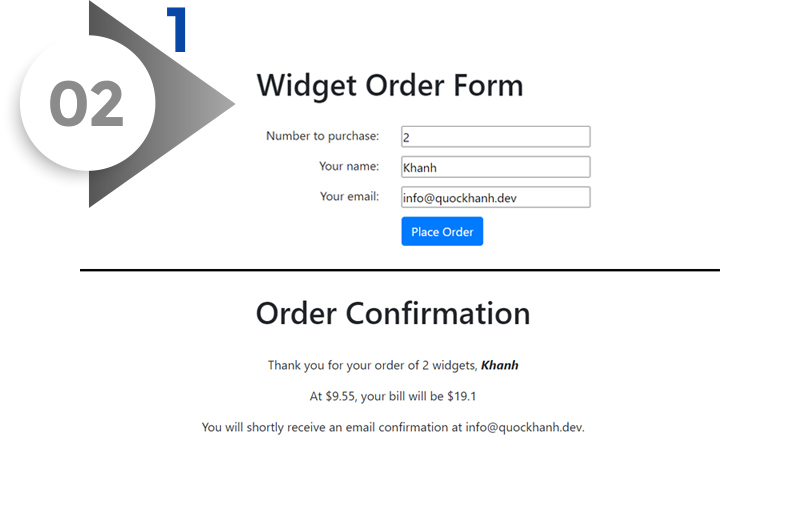 1
02
Widget Order Form
Number to purchase: 2
Your name: Khanh
Your email: info@quockhanh.dev
Place Order
Order Confirmation
Thank you for your order of 2 widgets, Khanh
At $9.55, your bill will be $19.1
You will shortly receive an email confirmation at info@quockhanh.dev.